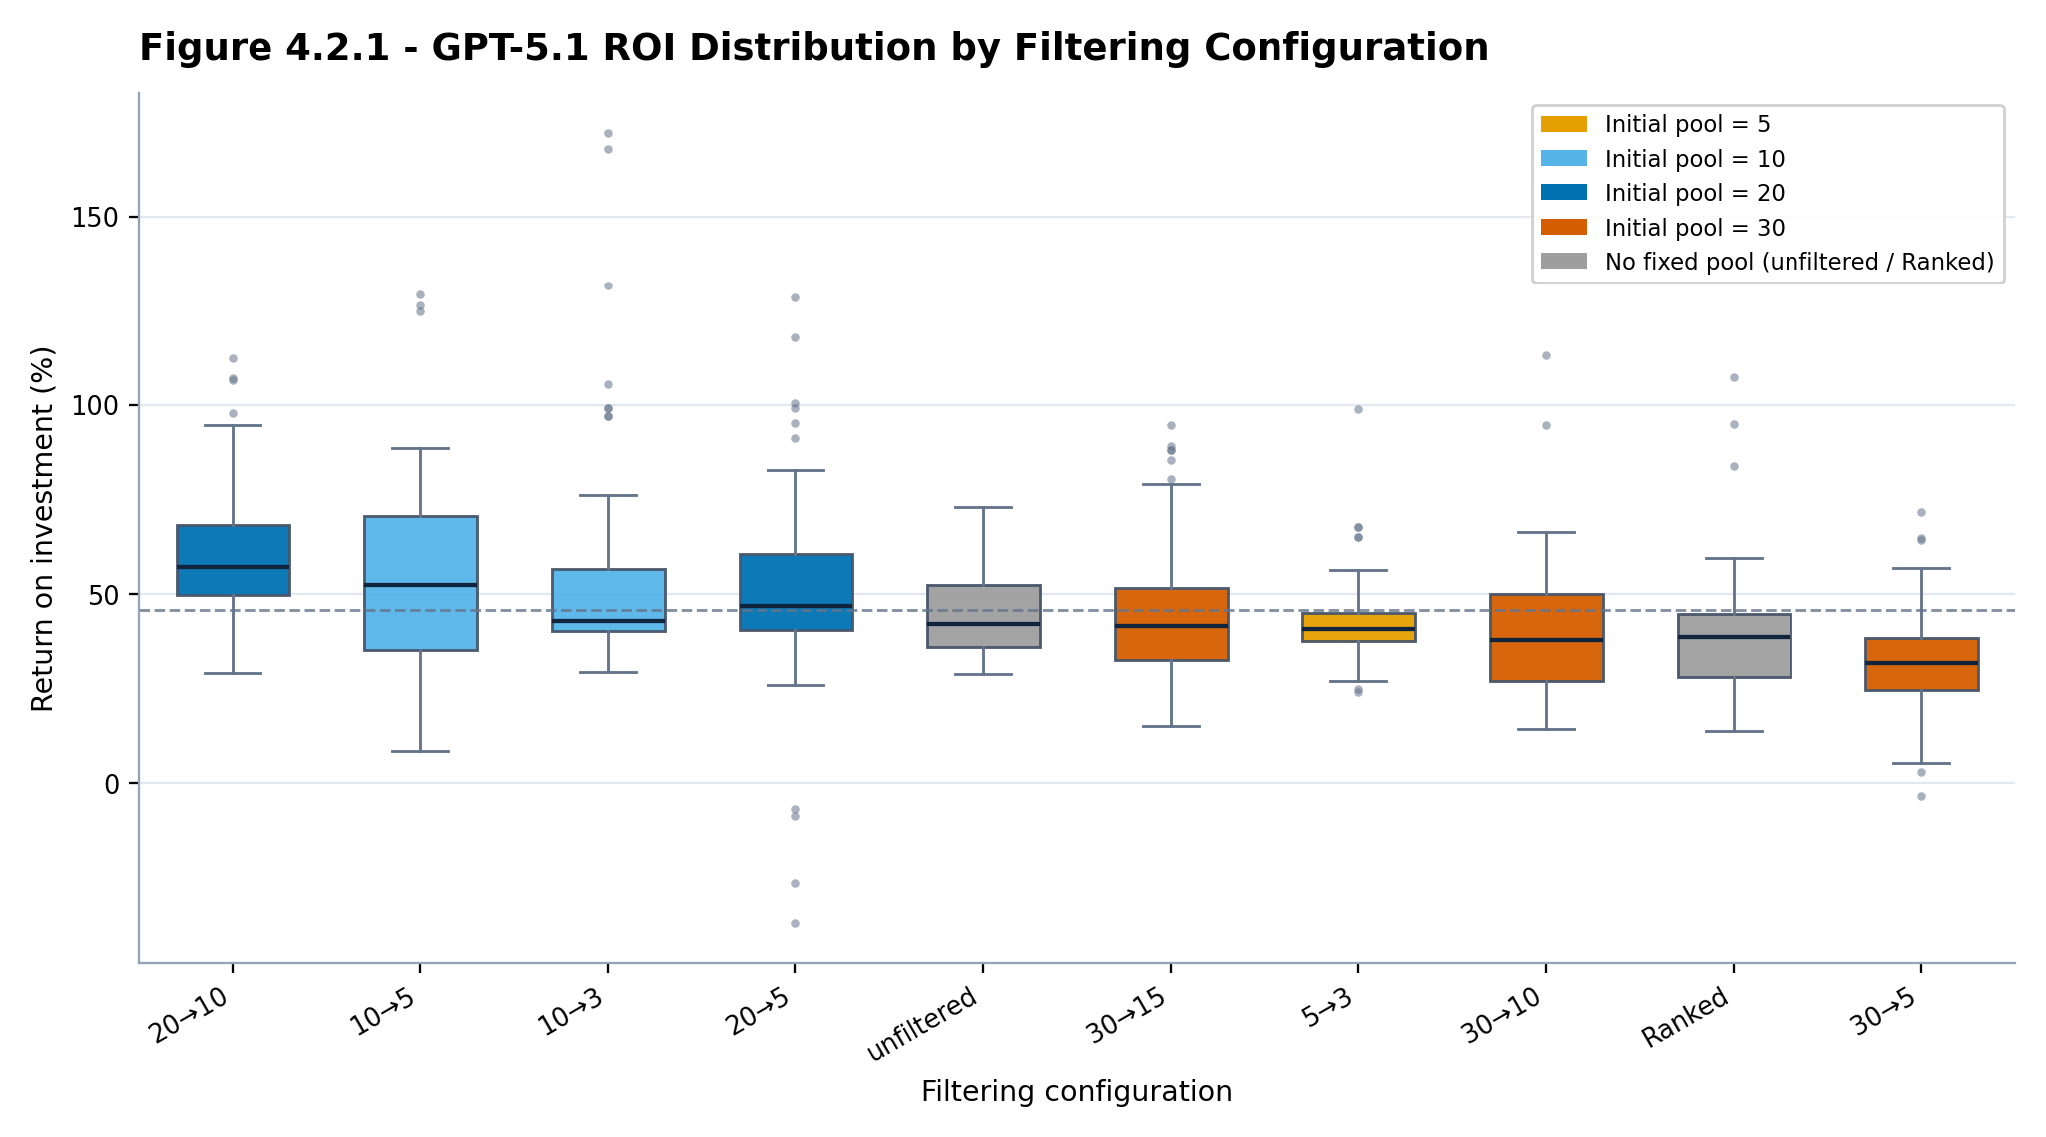 Figure 4.2.1 - GPT-5.1 ROI Distribution by Filtering Configuration
Initial pool = 5
Initial pool = 10
Initial pool = 20
Initial pool = 30
No fixed pool (unfiltered / Ranked)
Return on investment (%)
150
100
50
0
20→10
10→5
10→3
20→5
unfiltered
30→15
5→3
30→10
Ranked
30→5
Filtering configuration